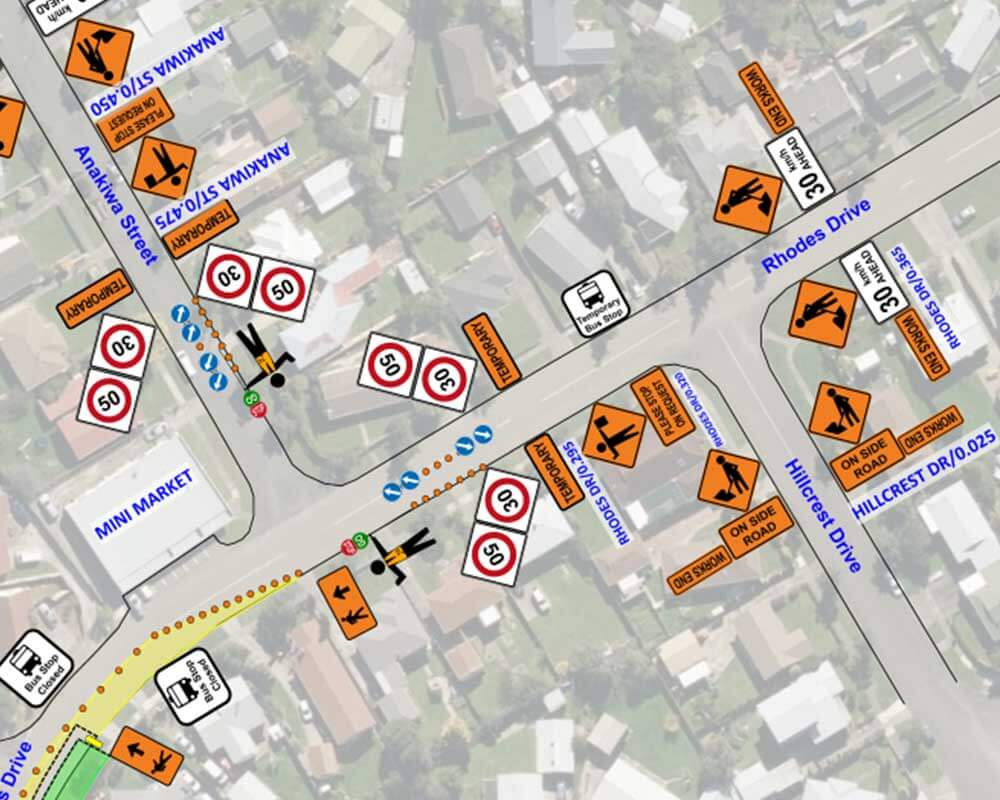 AHEAD
km/h
ANAKIWA ST/0.450
PLEASE STOP
ON REQUEST
Anakiwa Street
ANAKIWA ST/0.475
TEMPORARY
30
50
TEMPORARY
30
50
WORKS END
30
km/h
AHEAD
Rhodes Drive
30
km/h
AHEAD
RHODES DR/0.365
WORKS END
Temporary
Bus Stop
50
30
TEMPORARY
PLEASE STOP
ON REQUEST
RHODES DR/0.320
TEMPORARY
RHODES DR/0.295
30
50
ON SIDE
ROAD
WORKS END
HILLCREST DR/0.025
Hillcrest Drive
ON SIDE
ROAD
WORKS END
MINI MARKET
STOP
STOP
Bus Stop
Closed
Bus Stop
Closed
s Drive